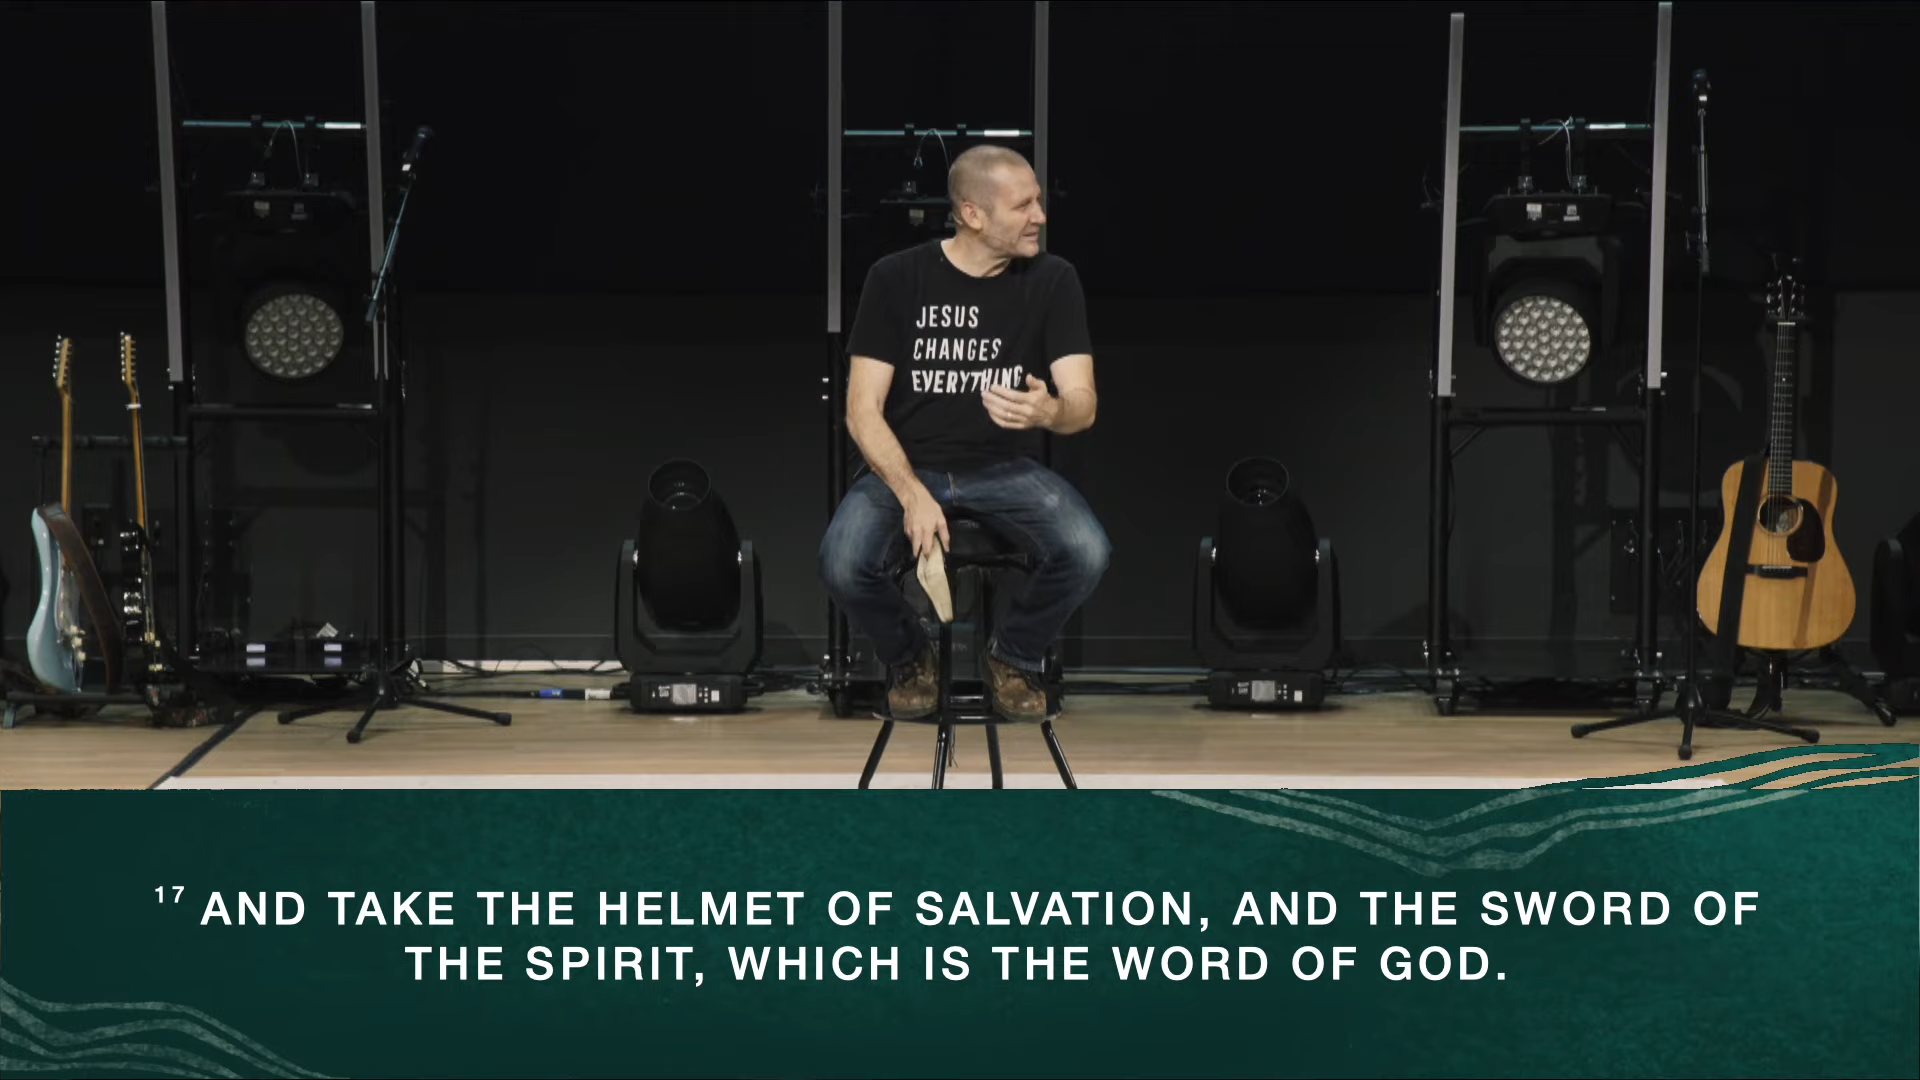 JESUS
CHANGES
EVERYTHING
17 AND TAKE THE HELMET OF SALVATION, AND THE SWORD OF
THE SPIRIT, WHICH IS THE WORD OF GOD.